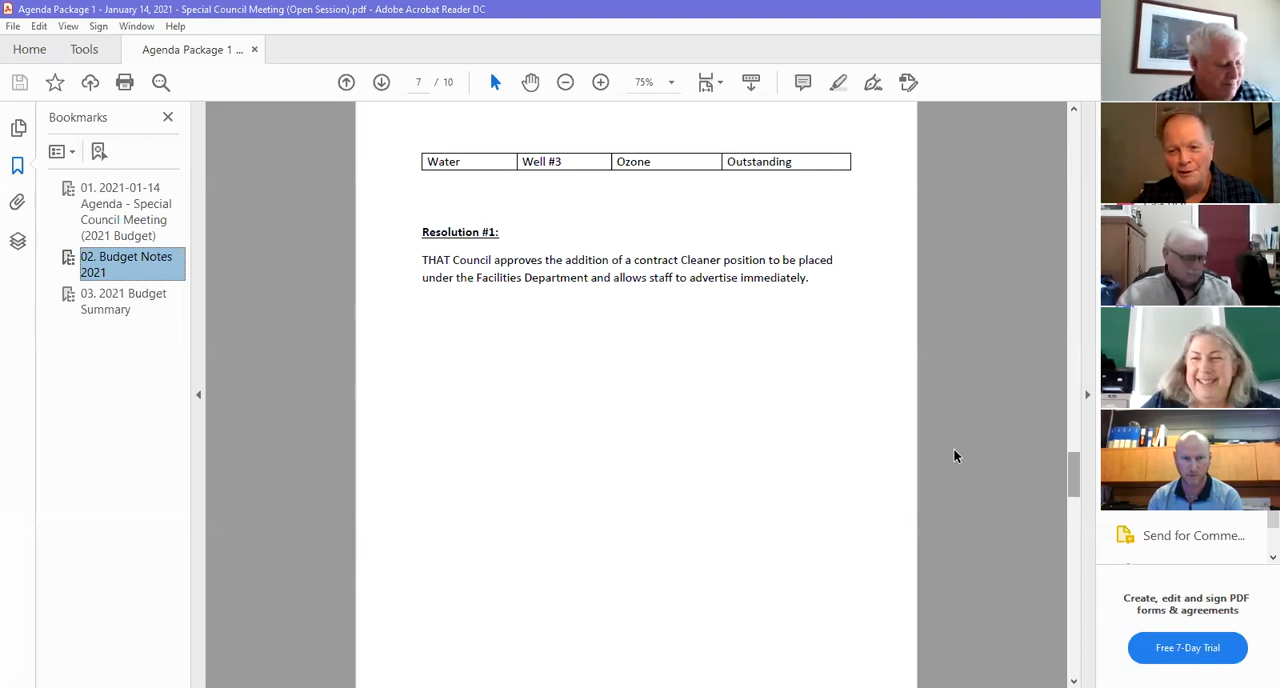 Agenda Package 1 - January 14, 2021 - Special Council Meeting (Open Session).pdf - Adobe Acrobat Reader DC
File Edit View Sign Window Help
Home Tools Agenda Package 1 ... ×
7 / 10 75%
Bookmarks
01. 2021-01-14
Agenda - Special
Council Meeting
(2021 Budget)
02. Budget Notes
2021
03. 2021 Budget
Summary
Water Well #3 Ozone Outstanding
Resolution #1:
THAT Council approves the addition of a contract Cleaner position to be placed
under the Facilities Department and allows staff to advertise immediately.
Send for Comme...
Create, edit and sign PDF
forms & agreements
Free 7-Day Trial